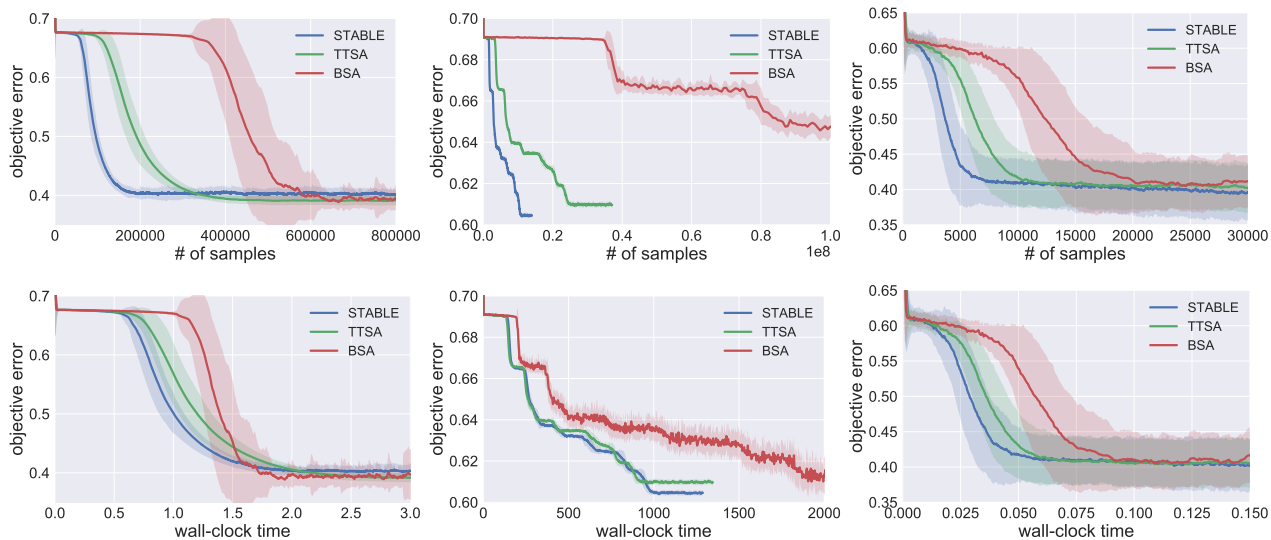 0.7
0.6
0.5
0.4
objective error
STABLE
TTSA
BSA
0 200000 400000 600000 800000
# of samples
0.70
0.68
0.66
0.64
0.62
0.60
objective error
STABLE
TTSA
BSA
0.0 0.2 0.4 0.6 0.8 1.0
1e8
# of samples
0.65
0.60
0.55
0.50
0.45
0.40
0.35
objective error
STABLE
TTSA
BSA
0 5000 10000 15000 20000 25000 30000
# of samples
0.7
0.6
0.5
0.4
objective error
STABLE
TTSA
BSA
0.0 0.5 1.0 1.5 2.0 2.5 3.0
wall-clock time
0.70
0.68
0.66
0.64
0.62
0.60
objective error
STABLE
TTSA
BSA
0 500 1000 1500 2000
wall-clock time
0.65
0.60
0.55
0.50
0.45
0.40
0.35
objective error
STABLE
TTSA
BSA
0.000 0.025 0.050 0.075 0.100 0.125 0.150
wall-clock time